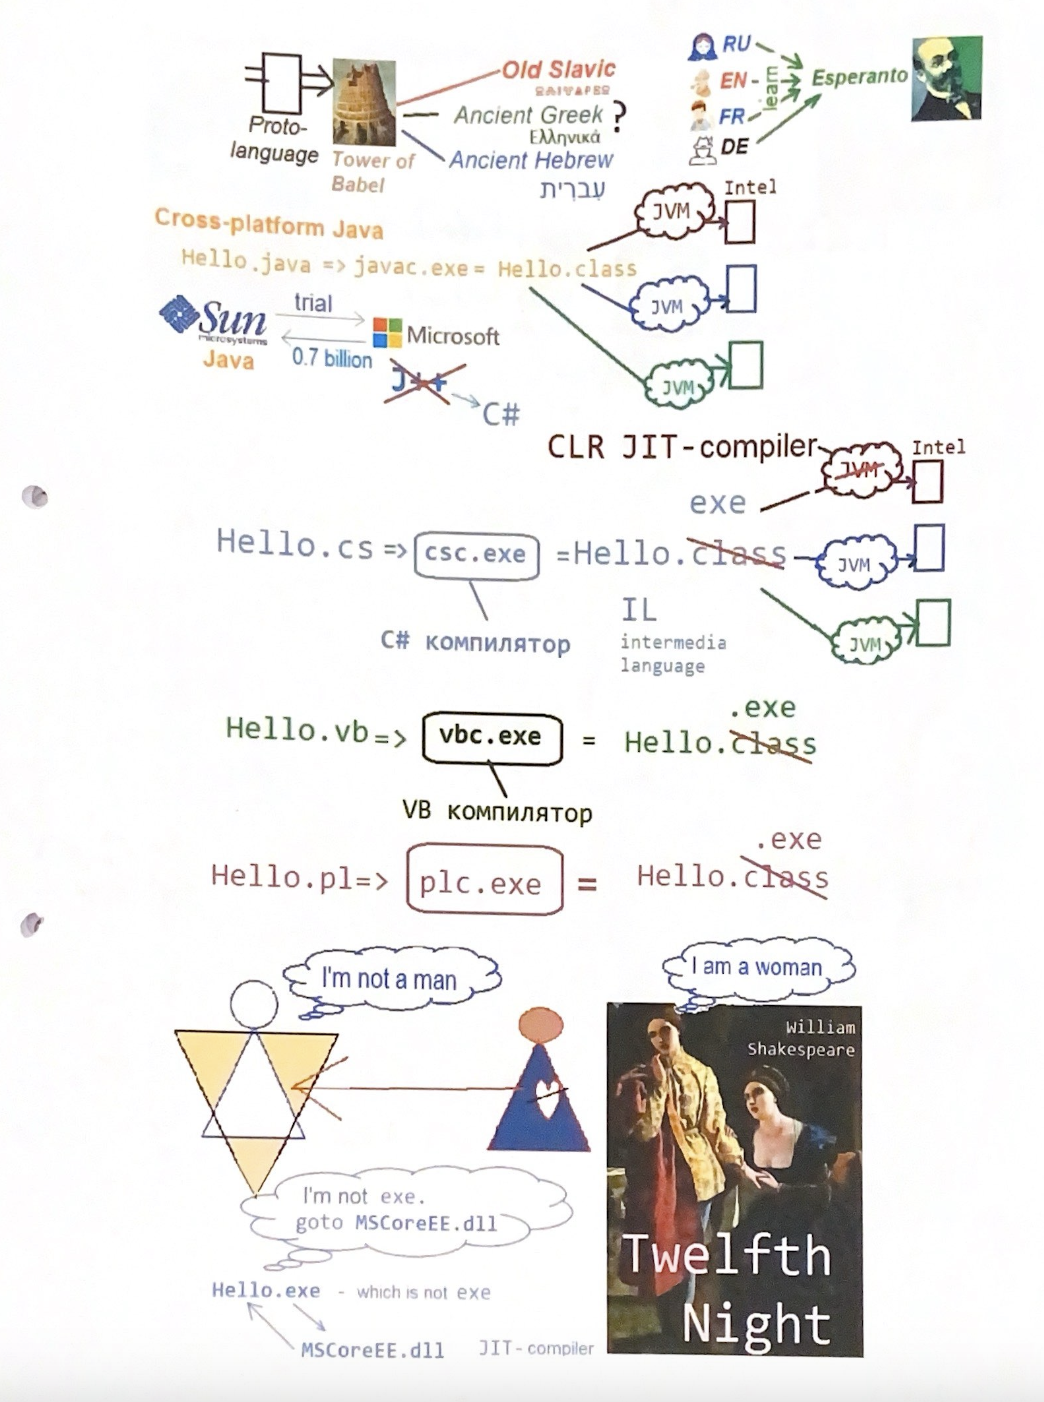 Proto-
language
Tower of
Babel
Old Slavic
Ancient Greek ?
Ελληνικά
Ancient Hebrew
עִבְרִית
RU
EN
FR
DE
learn
Esperanto
Cross-platform Java
Hello.java => javac.exe = Hello.class
JVM
Intel
JVM
JVM
Sun
microsystems
Java
trial
0.7 billion
Microsoft
J++
C#
CLR JIT-compiler
JVM
Intel
exe
Hello.cs => csc.exe =Hello.class
JVM
JVM
C# компилятор
IL
intermedia
language
.exe
Hello.vb=> vbc.exe = Hello.class
VB компилятор
.exe
Hello.pl=> plc.exe = Hello.class
I'm not a man
I am a woman
William
Shakespeare
Twelfth
Night
I'm not exe.
goto MSCoreEE.dll
Hello.exe - which is not exe
MSCoreEE.dll JIT-compiler